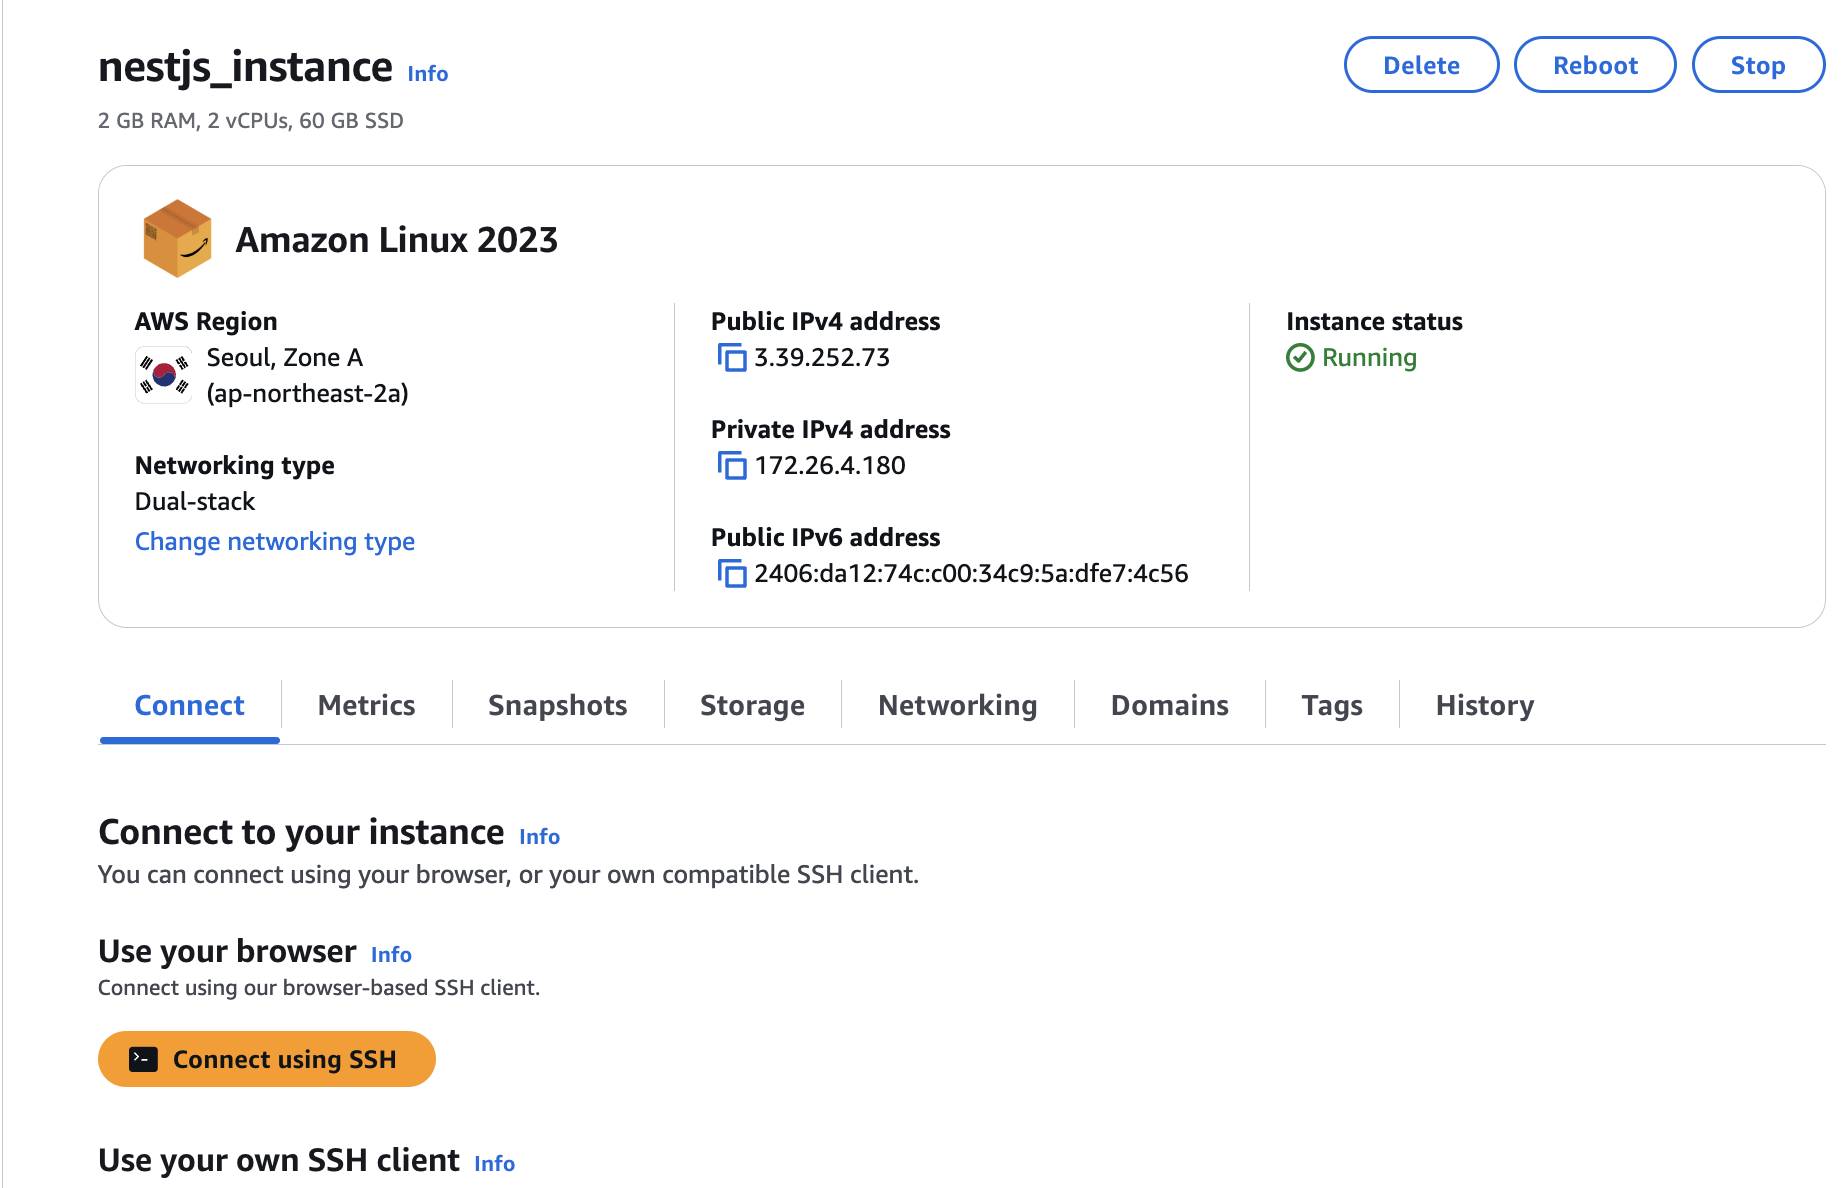 nestjs_instance Info
Delete
Reboot
Stop
2 GB RAM, 2 vCPUs, 60 GB SSD
Amazon Linux 2023
AWS Region
Seoul, Zone A
(ap-northeast-2a)
Networking type
Dual-stack
Change networking type
Public IPv4 address
3.39.252.73
Private IPv4 address
172.26.4.180
Public IPv6 address
2406:da12:74c:c00:34c9:5a:dfe7:4c56
Instance status
Running
Connect
Metrics
Snapshots
Storage
Networking
Domains
Tags
History
Connect to your instance Info
You can connect using your browser, or your own compatible SSH client.
Use your browser Info
Connect using our browser-based SSH client.
Connect using SSH
Use your own SSH client Info